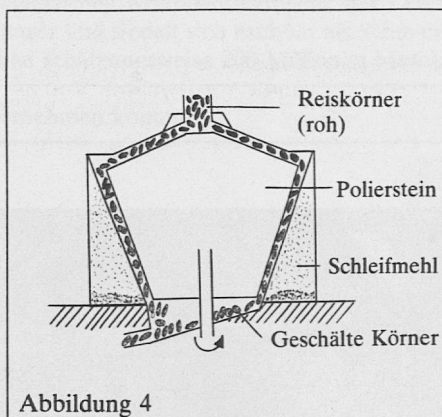 Reiskörner
(roh)
Polierstein
Schleifmehl
Geschälte Körner
Abbildung 4